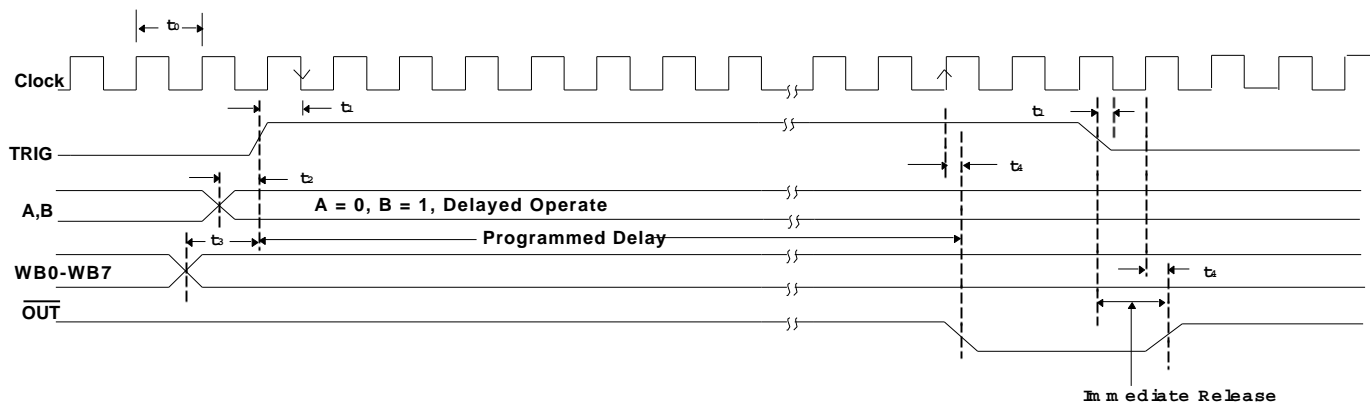 t0
Clock
t1
TRIG
t1
t4
t2
A,B
A = 0, B = 1, Delayed Operate
t3
Programmed Delay
WB0-WB7
t4
OUT
Immediate Release